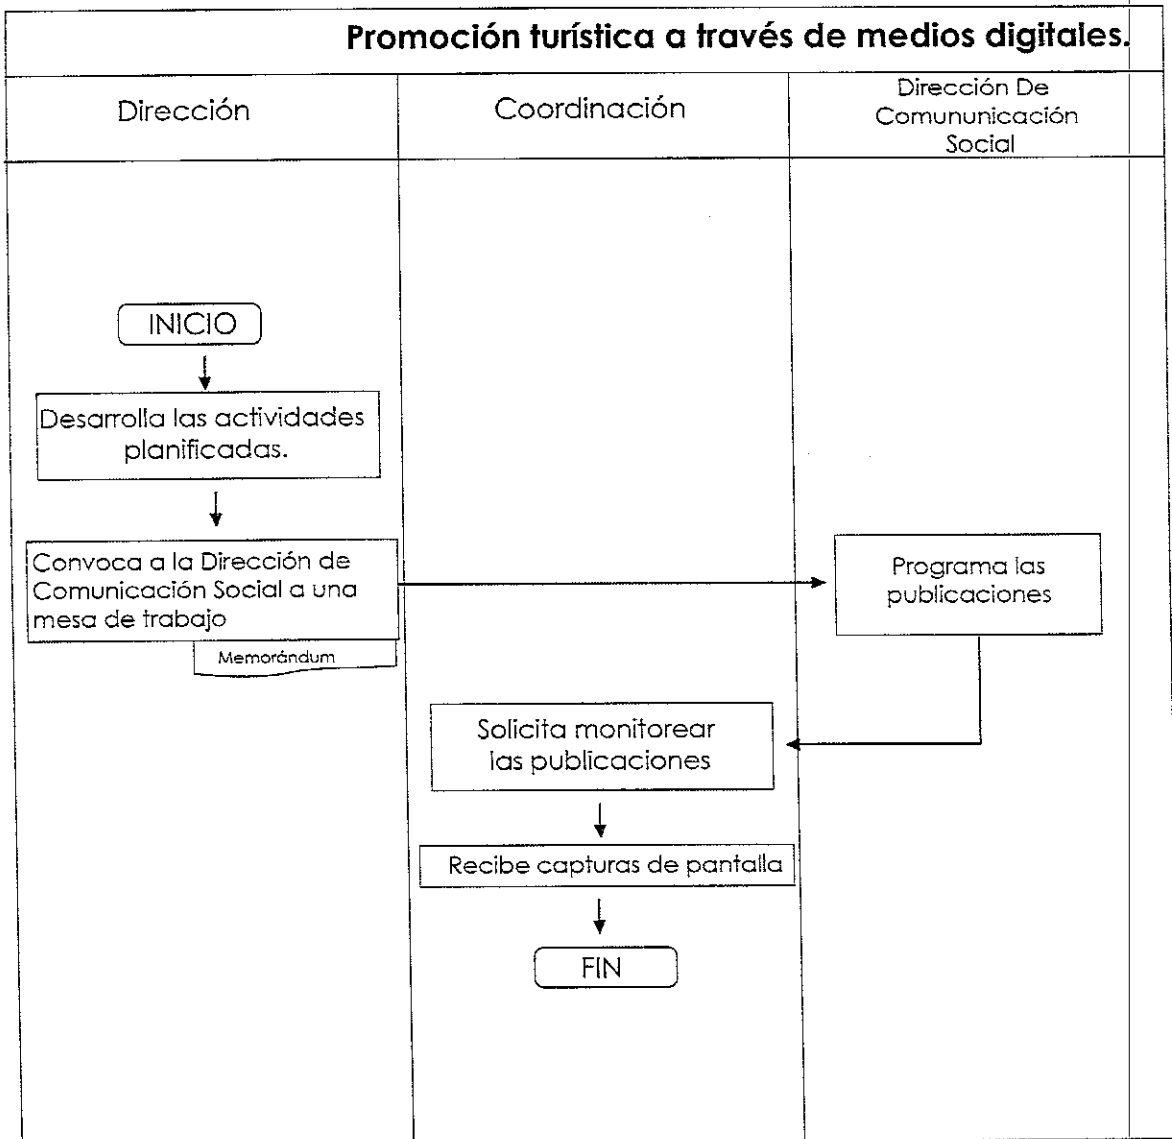 Promoción turística a través de medios digitales.
Dirección
Coordinación
Dirección De
Comununicación
Social
INICIO
Desarrolla las actividades
planificadas.
Convoca a la Dirección de
Comunicación Social a una
mesa de trabajo
Memorándum
Programa las
publicaciones
Solicita monitorear
las publicaciones
Recibe capturas de pantalla
FIN